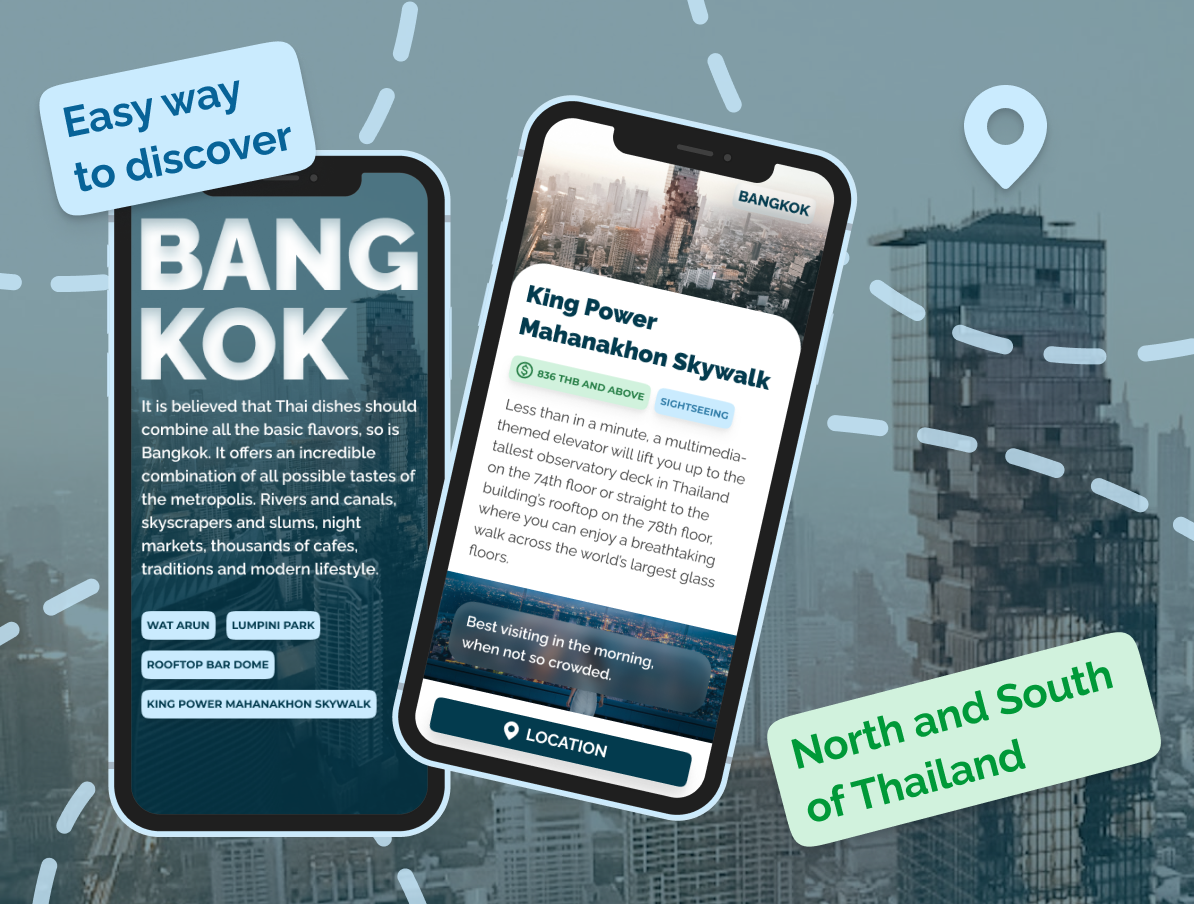 Easy way
to discover
BANG
KOK
It is believed that Thai dishes should
combine all the basic flavors, so is
Bangkok. It offers an incredible
combination of all possible tastes of
the metropolis. Rivers and canals,
skyscrapers and slums, night
markets, thousands of cafes,
traditions and modern lifestyle.
WAT ARUN
LUMPINI PARK
ROOFTOP BAR DOME
KING POWER MAHANAKHON SKYWALK
BANGKOK
King Power
Mahanakhon Skywalk
836 THB AND ABOVE
SIGHTSEEING
Less than in a minute, a multimedia-
themed elevator will lift you up to the
tallest observatory deck in Thailand
on the 74th floor or straight to the
building's rooftop on the 78th floor,
where you can enjoy a breathtaking
walk across the world's largest glass
floors.
Best visiting in the morning,
when not so crowded.
LOCATION
North and South
of Thailand